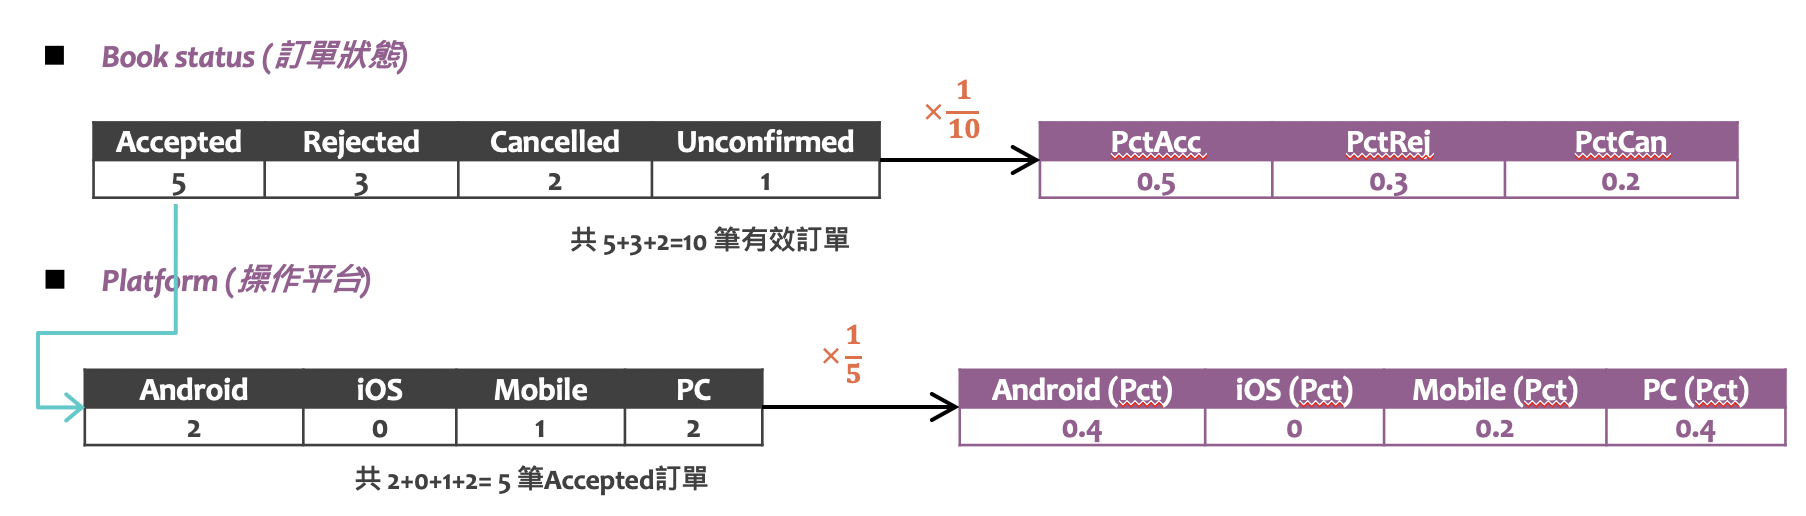 ■ Book status (訂單狀態)
× 1/10
Accepted Rejected Cancelled Unconfirmed
5 3 2 1
PctAcc PctRej PctCan
0.5 0.3 0.2
共 5+3+2=10 筆有效訂單
■ Platform (操作平台)
× 1/5
Android iOS Mobile PC
2 0 1 2
Android (Pct) iOS (Pct) Mobile (Pct) PC (Pct)
0.4 0 0.2 0.4
共 2+0+1+2= 5 筆Accepted訂單